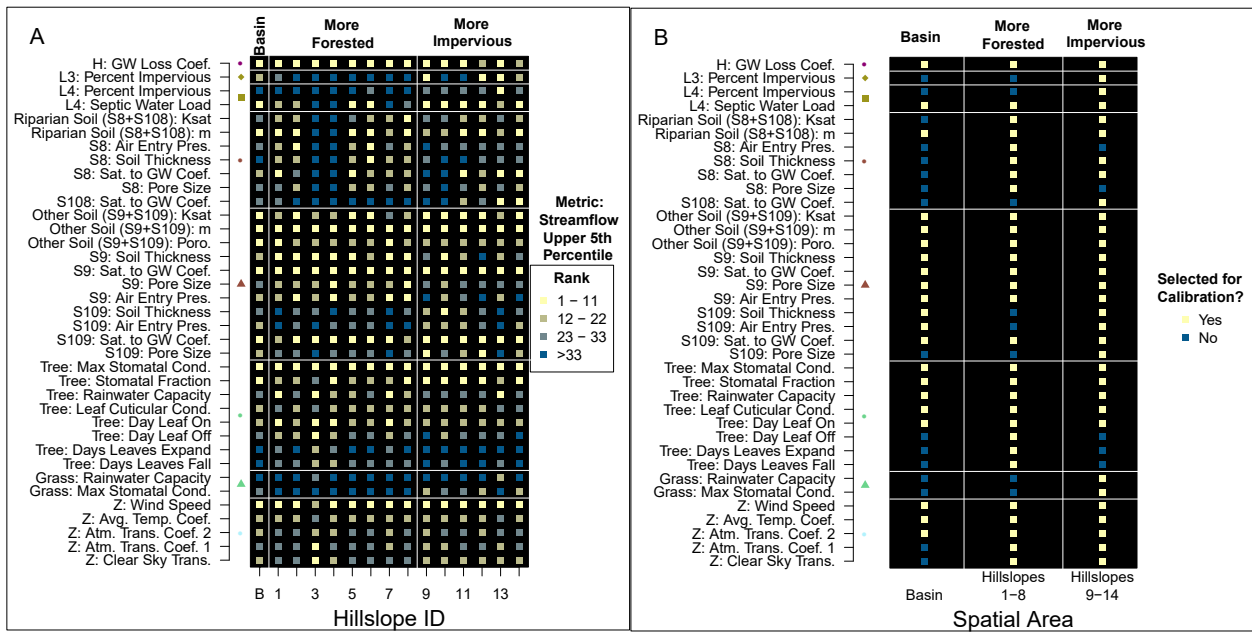 A
Basin
More
Forested
More
Impervious
H: GW Loss Coef.
L3: Percent Impervious
L4: Percent Impervious
L4: Septic Water Load
Riparian Soil (S8+S108): Ksat
Riparian Soil (S8+S108): m
S8: Air Entry Pres.
S8: Soil Thickness
S8: Sat. to GW Coef.
S8: Pore Size
S108: Sat. to GW Coef.
Other Soil (S9+S109): Ksat
Other Soil (S9+S109): m
Other Soil (S9+S109): Poro.
S9: Soil Thickness
S9: Sat. to GW Coef.
S9: Pore Size
S9: Air Entry Pres.
S109: Soil Thickness
S109: Air Entry Pres.
S109: Sat. to GW Coef.
S109: Pore Size
Tree: Max Stomatal Cond.
Tree: Stomatal Fraction
Tree: Rainwater Capacity
Tree: Leaf Cuticular Cond.
Tree: Day Leaf On
Tree: Day Leaf Off
Tree: Days Leaves Expand
Tree: Days Leaves Fall
Grass: Rainwater Capacity
Grass: Max Stomatal Cond.
Z: Wind Speed
Z: Avg. Temp. Coef.
Z: Atm. Trans. Coef. 2
Z: Atm. Trans. Coef. 1
Z: Clear Sky Trans.
B 1 3 5 7 9 11 13
Hillslope ID
Metric:
Streamflow
Upper 5th
Percentile
Rank
1 − 11
12 − 22
23 − 33
>33
B
Basin
More
Forested
More
Impervious
H: GW Loss Coef.
L3: Percent Impervious
L4: Percent Impervious
L4: Septic Water Load
Riparian Soil (S8+S108): Ksat
Riparian Soil (S8+S108): m
S8: Air Entry Pres.
S8: Soil Thickness
S8: Sat. to GW Coef.
S8: Pore Size
S108: Sat. to GW Coef.
Other Soil (S9+S109): Ksat
Other Soil (S9+S109): m
Other Soil (S9+S109): Poro.
S9: Soil Thickness
S9: Sat. to GW Coef.
S9: Pore Size
S9: Air Entry Pres.
S109: Soil Thickness
S109: Air Entry Pres.
S109: Sat. to GW Coef.
S109: Pore Size
Tree: Max Stomatal Cond.
Tree: Stomatal Fraction
Tree: Rainwater Capacity
Tree: Leaf Cuticular Cond.
Tree: Day Leaf On
Tree: Day Leaf Off
Tree: Days Leaves Expand
Tree: Days Leaves Fall
Grass: Rainwater Capacity
Grass: Max Stomatal Cond.
Z: Wind Speed
Z: Avg. Temp. Coef.
Z: Atm. Trans. Coef. 2
Z: Atm. Trans. Coef. 1
Z: Clear Sky Trans.
Basin
Hillslopes
1−8
Hillslopes
9−14
Spatial Area
Selected for
Calibration?
Yes
No